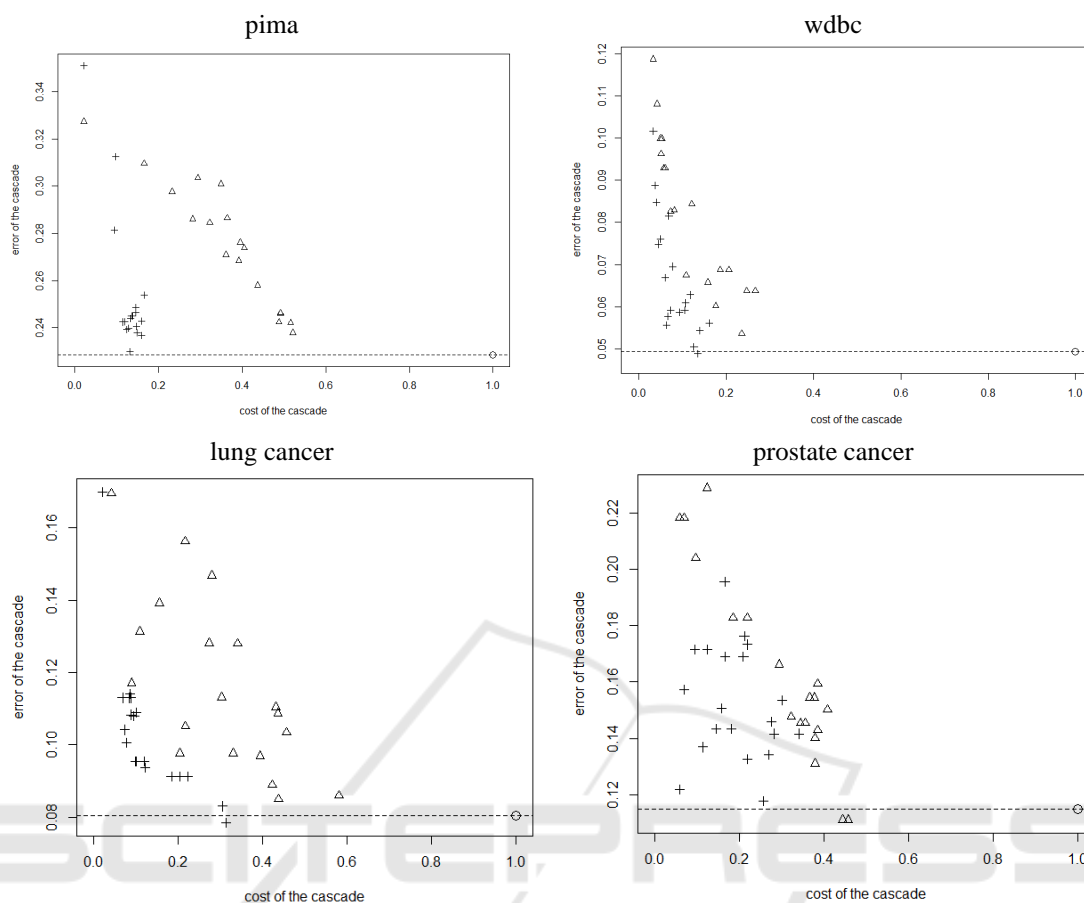 pima
error of the cascade
0.34
0.32
0.30
0.28
0.26
0.24
0.0 0.2 0.4 0.6 0.8 1.0
cost of the cascade
wdbc
error of the cascade
0.12
0.11
0.10
0.09
0.08
0.07
0.06
0.05
0.0 0.2 0.4 0.6 0.8 1.0
cost of the cascade
lung cancer
error of the cascade
0.16
0.14
0.12
0.10
0.08
0.0 0.2 0.4 0.6 0.8 1.0
cost of the cascade
prostate cancer
error of the cascade
0.22
0.20
0.18
0.16
0.14
0.12
0.0 0.2 0.4 0.6 0.8 1.0
cost of the cascade
SCITEPRESS